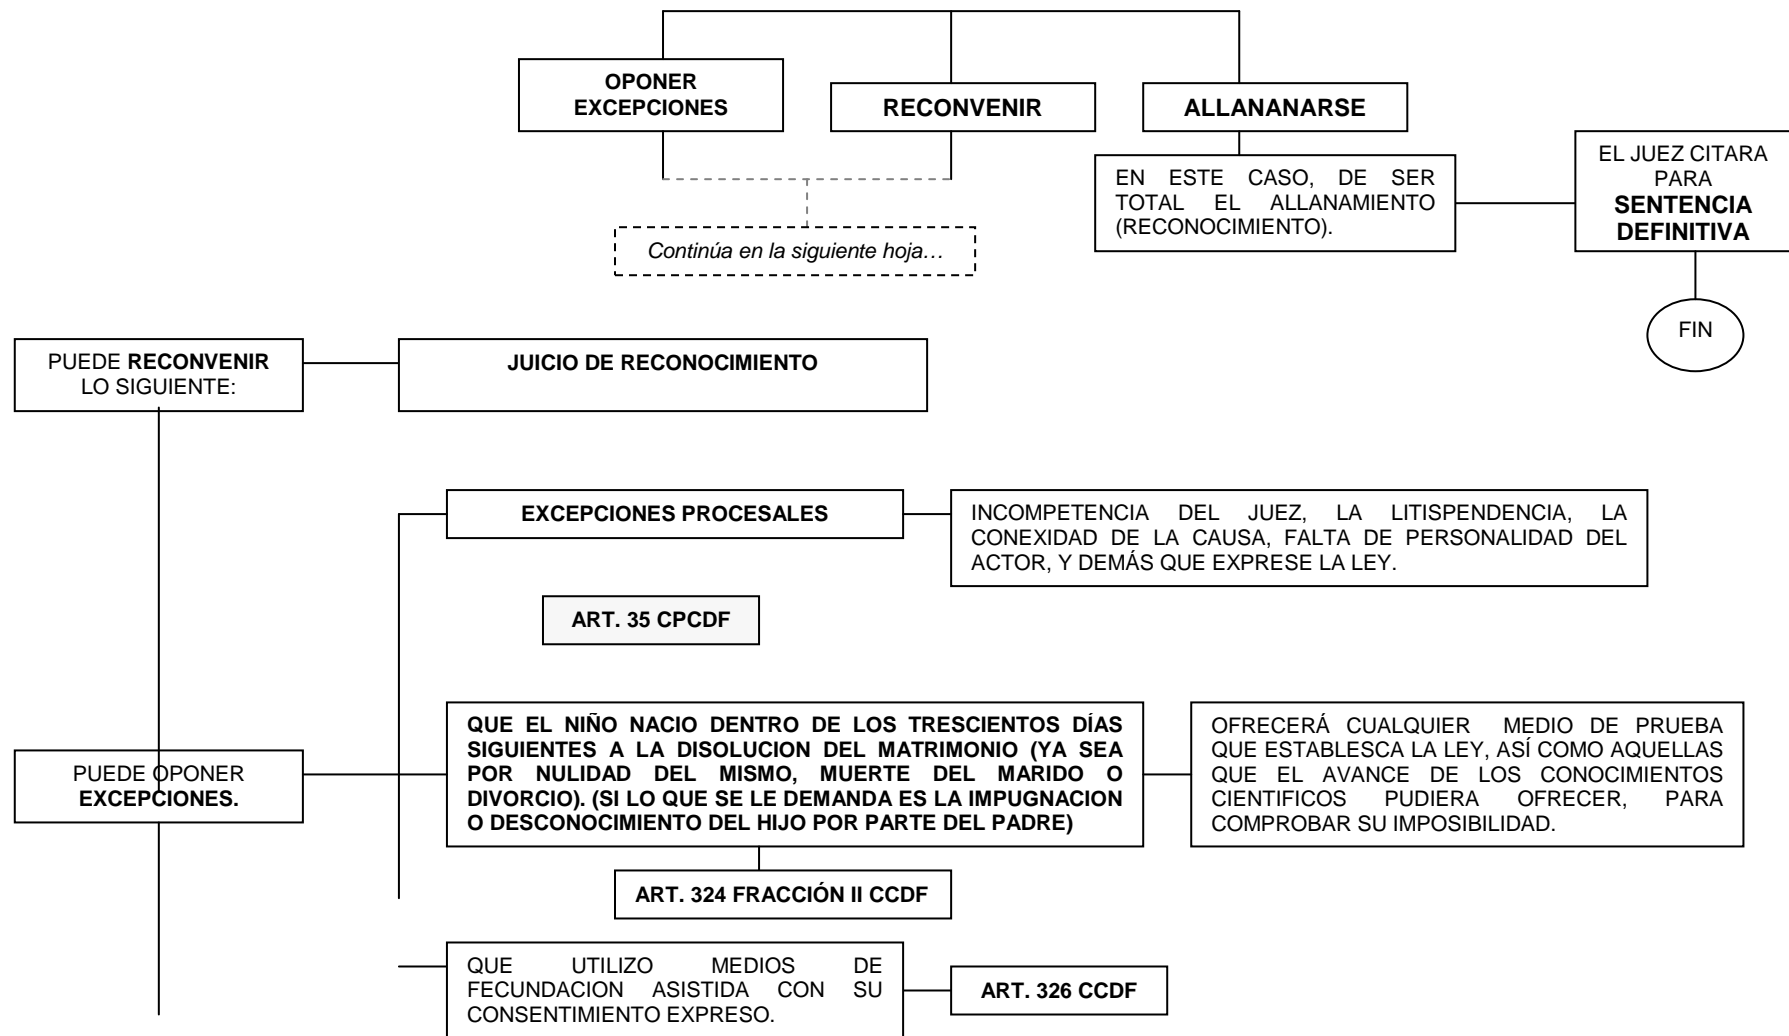 OPONER
EXCEPCIONES
RECONVENIR
ALLANANARSE
EN ESTE CASO, DE SER
TOTAL EL ALLANAMIENTO
(RECONOCIMIENTO).
EL JUEZ CITARA
PARA
SENTENCIA
DEFINITIVA
Continúa en la siguiente hoja…
FIN
PUEDE RECONVENIR
LO SIGUIENTE:
JUICIO DE RECONOCIMIENTO
EXCEPCIONES PROCESALES
INCOMPETENCIA DEL JUEZ, LA LITISPENDENCIA, LA
CONEXIDAD DE LA CAUSA, FALTA DE PERSONALIDAD DEL
ACTOR, Y DEMÁS QUE EXPRESE LA LEY.
ART. 35 CPCDF
PUEDE OPONER
EXCEPCIONES.
QUE EL NIÑO NACIO DENTRO DE LOS TRESCIENTOS DÍAS
SIGUIENTES A LA DISOLUCION DEL MATRIMONIO (YA SEA
POR NULIDAD DEL MISMO, MUERTE DEL MARIDO O
DIVORCIO). (SI LO QUE SE LE DEMANDA ES LA IMPUGNACION
O DESCONOCIMIENTO DEL HIJO POR PARTE DEL PADRE)
OFRECERÁ CUALQUIER MEDIO DE PRUEBA
QUE ESTABLESCA LA LEY, ASÍ COMO AQUELLAS
QUE EL AVANCE DE LOS CONOCIMIENTOS
CIENTIFICOS PUDIERA OFRECER, PARA
COMPROBAR SU IMPOSIBILIDAD.
ART. 324 FRACCIÓN II CCDF
QUE UTILIZO MEDIOS DE
FECUNDACION ASISTIDA CON SU
CONSENTIMIENTO EXPRESO.
ART. 326 CCDF